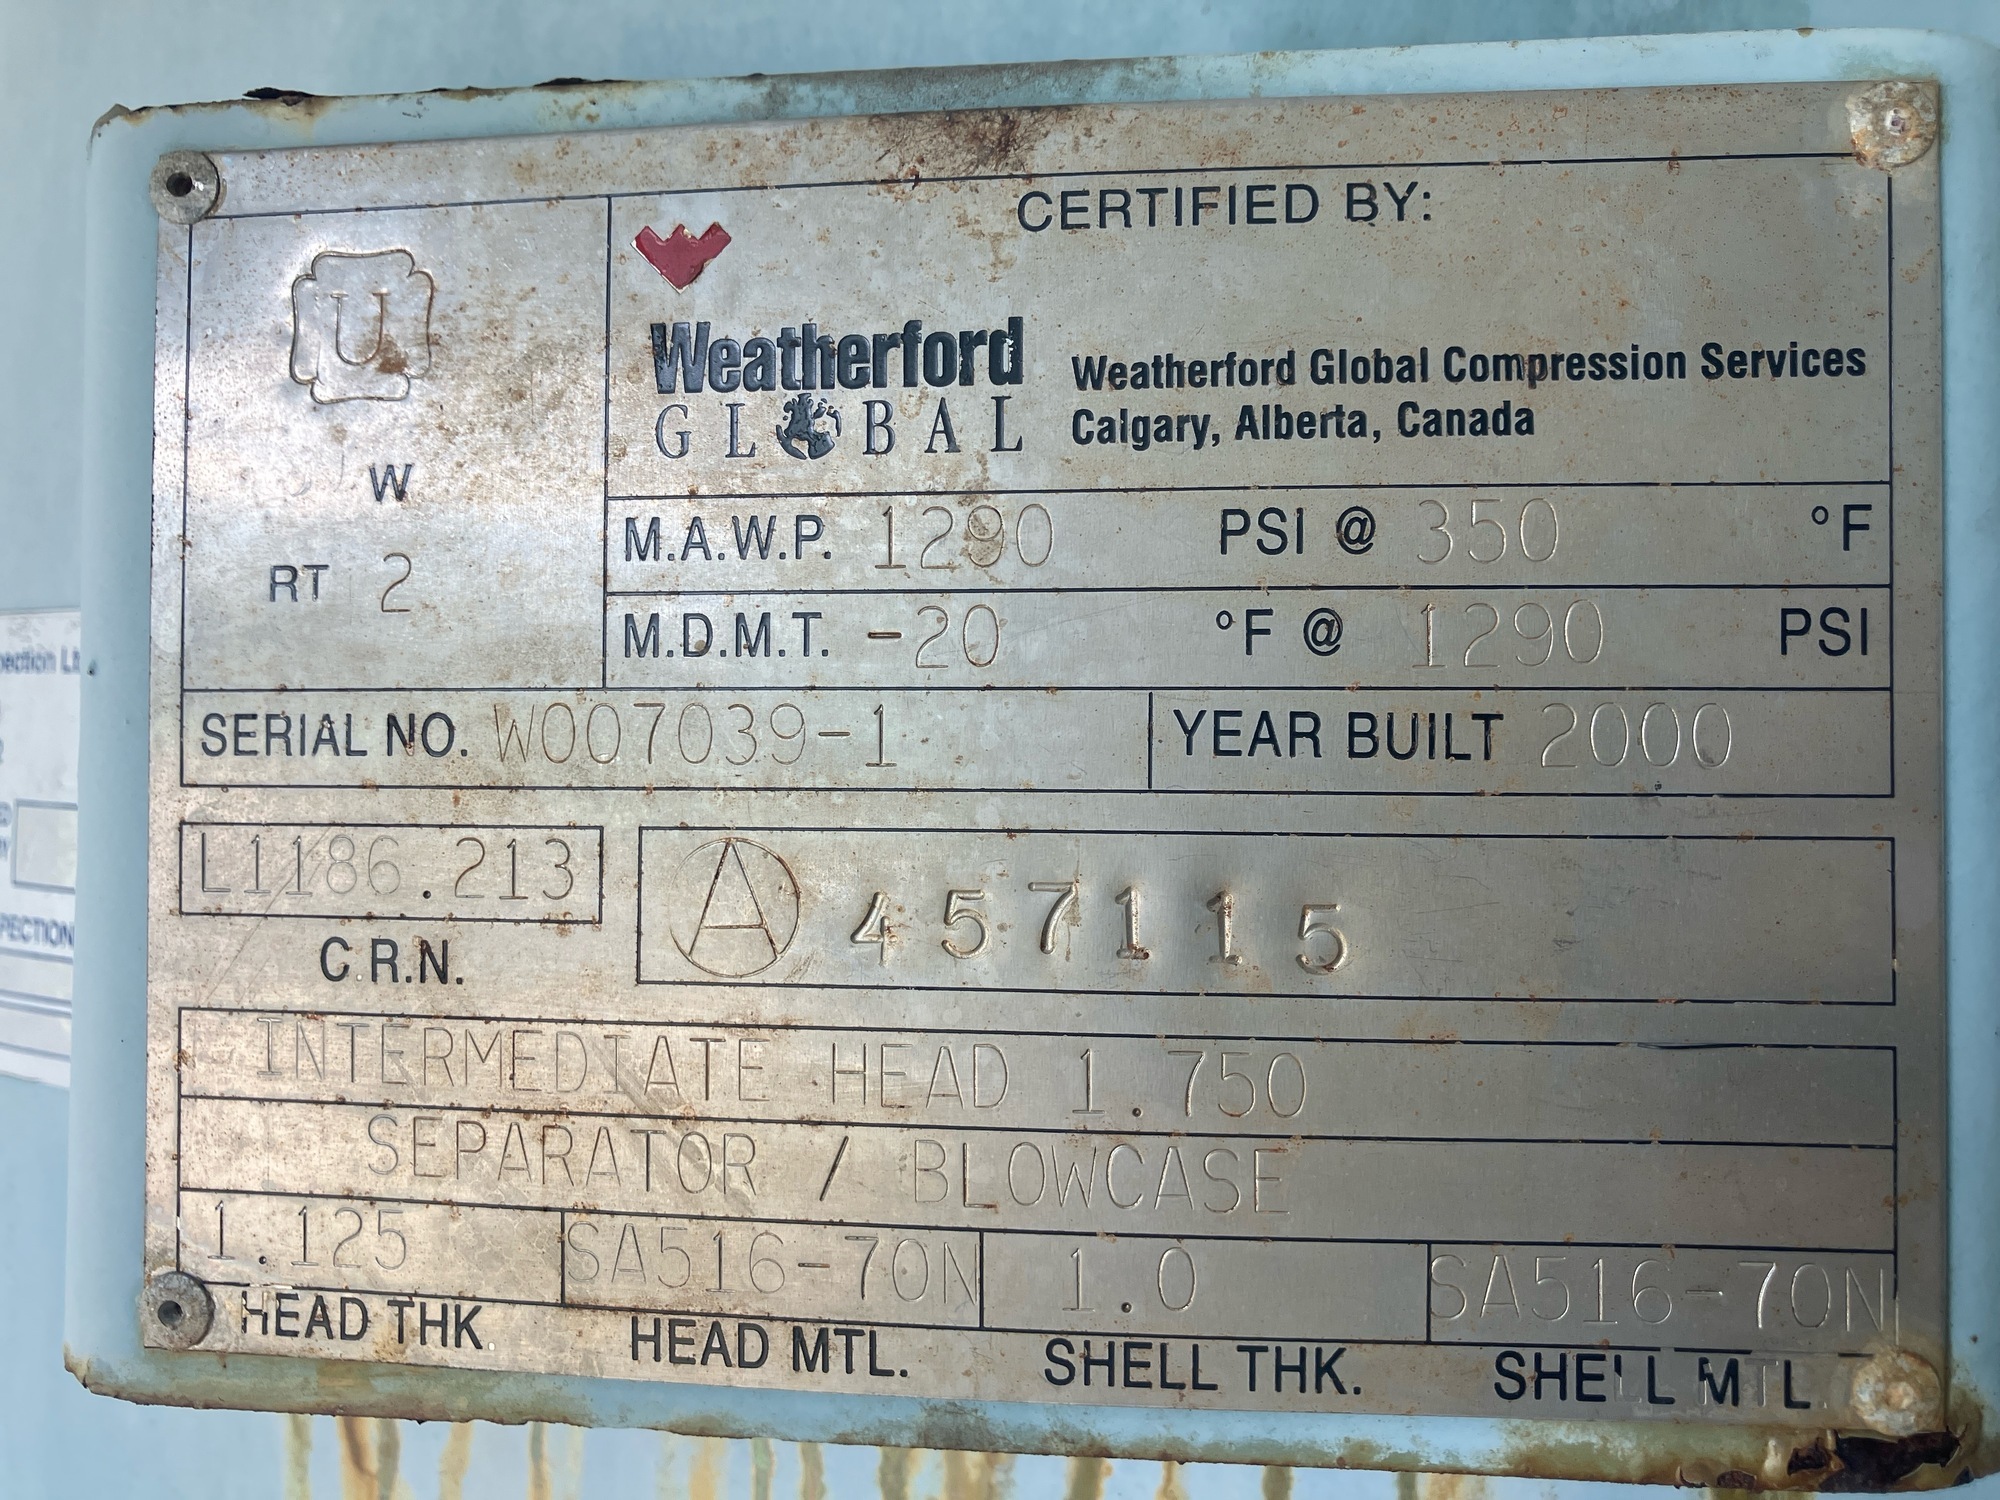 CERTIFIED BY:
U
Weatherford
GLOBAL
Weatherford Global Compression Services
Calgary, Alberta, Canada
W
RT 2
M.A.W.P. 1290 PSI @ 350 °F
M.D.M.T. -20 °F @ 1290 PSI
SERIAL NO. W007039-1 YEAR BUILT 2000
L1186.213
C.R.N.
A 457115
INTERMEDIATE HEAD 1.750
SEPARATOR / BLOWCASE
1.125 SA516-70N 1.0 SA516-70N
HEAD THK. HEAD MTL. SHELL THK. SHELL MTL.